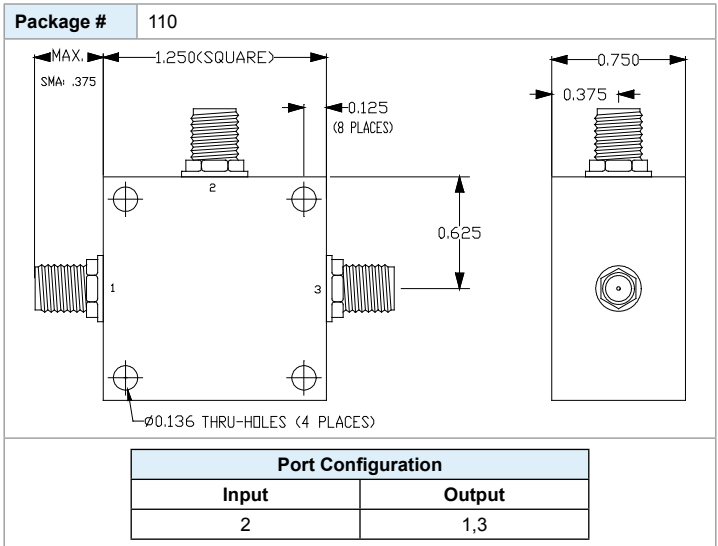 Package # 110
MAX.
1.250(SQUARE)
0.750
SMA: .375
0.375
0.125
(8 PLACES)
2
0.625
1
3
Ø0.136 THRU-HOLES (4 PLACES)
Port Configuration
Input Output
2 1,3